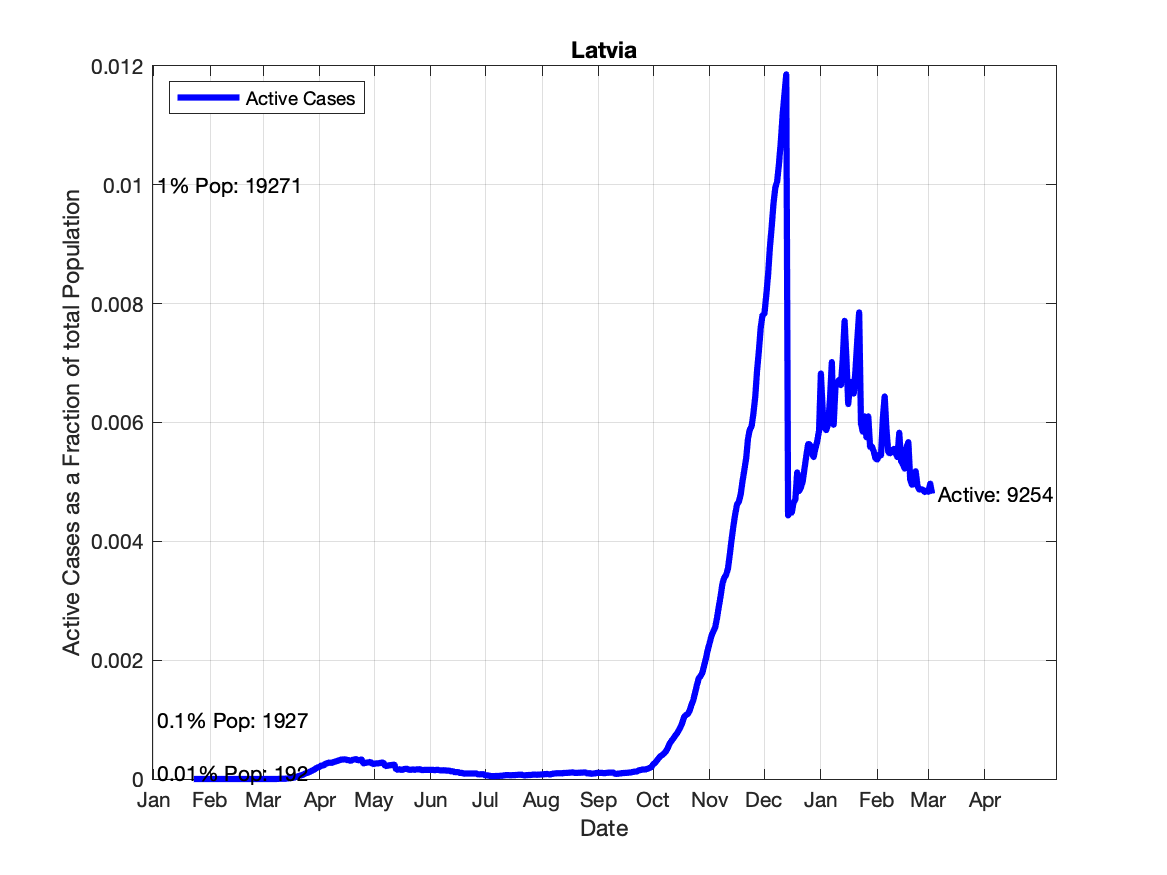 Latvia
Active Cases
Active Cases as a Fraction of total Population
0.012
0.01
0.008
0.006
0.004
0.002
0
1% Pop: 19271
0.1% Pop: 1927
0.01% Pop: 192
Active: 9254
Jan Feb Mar Apr May Jun Jul Aug Sep Oct Nov Dec Jan Feb Mar Apr
Date